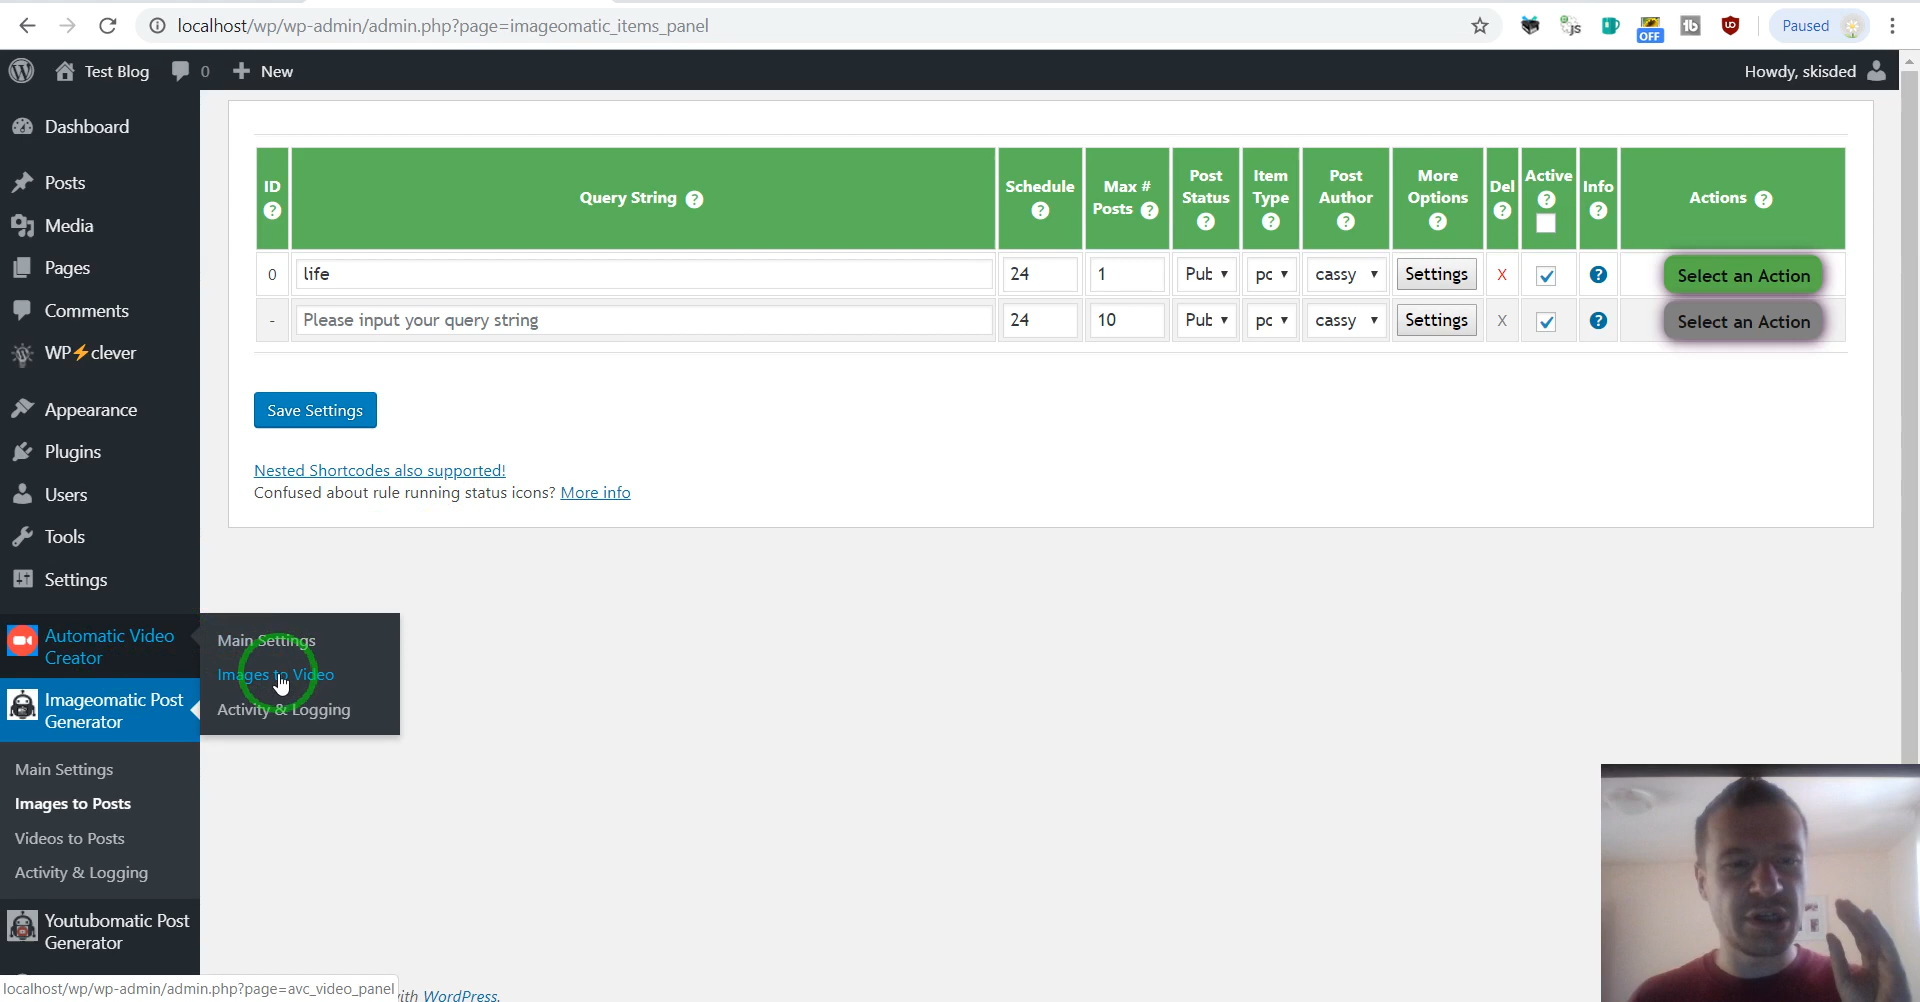 localhost/wp/wp-admin/admin.php?page=imageomatic_items_panel
OFF
js
Paused
Test Blog
0
New
Howdy, skisded
Dashboard
Posts
Media
Pages
Comments
WP⚡clever
Appearance
Plugins
Users
Tools
Settings
Automatic Video
Creator
Main Settings
Images to Video
Activity & Logging
Imageomatic Post
Generator
Main Settings
Images to Posts
Videos to Posts
Activity & Logging
Youtubomatic Post
Generator
ID ?
Query String ?
Schedule ?
Max # Posts ?
Post Status ?
Item Type ?
Post Author ?
More Options ?
Del ?
Active ?
Info ?
Actions ?
0 life 24 1 Put pc cassy Settings X ? Select an Action
- Please input your query string 24 10 Put pc cassy Settings X ? Select an Action
Save Settings
Nested Shortcodes also supported!
Confused about rule running status icons? More info
localhost/wp/wp-admin/admin.php?page=avc_video_panel
ith WordPress.